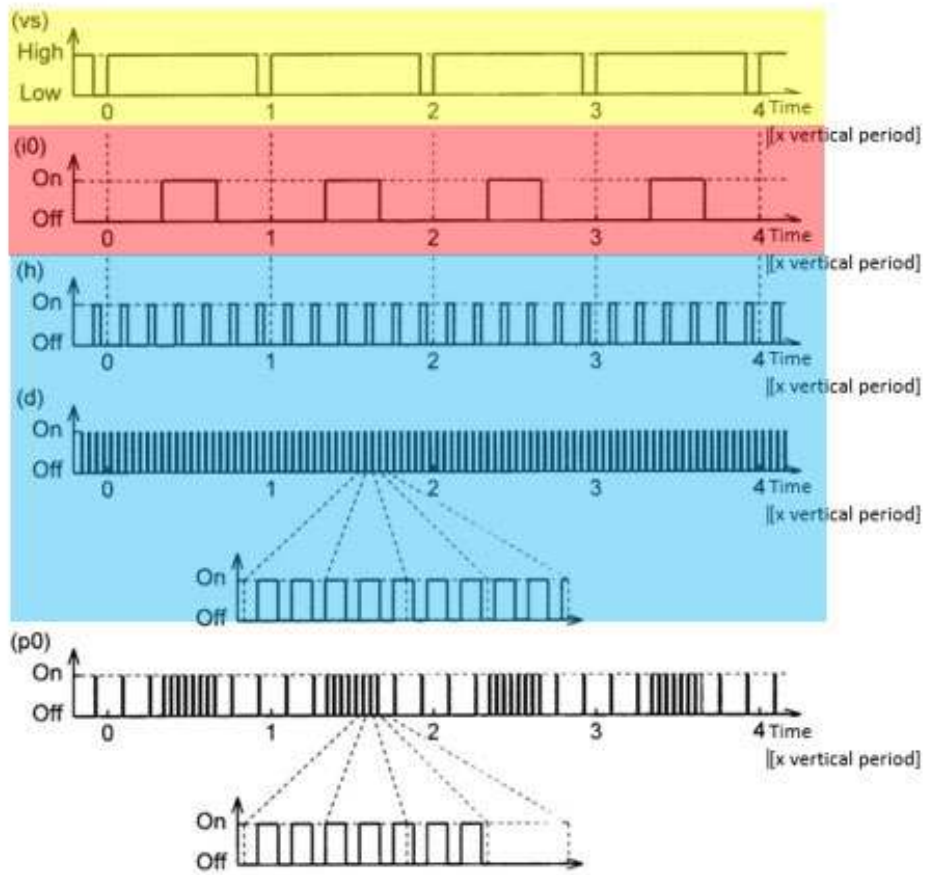 (vs)
High
Low
0 1 2 3 4 Time
[x vertical period]
(i0)
On
Off
0 1 2 3 4 Time
[x vertical period]
(h)
On
Off
0 1 2 3 4 Time
[x vertical period]
(d)
On
Off
0 1 2 3 4 Time
[x vertical period]
On
Off
(p0)
On
Off
0 1 2 3 4 Time
[x vertical period]
On
Off